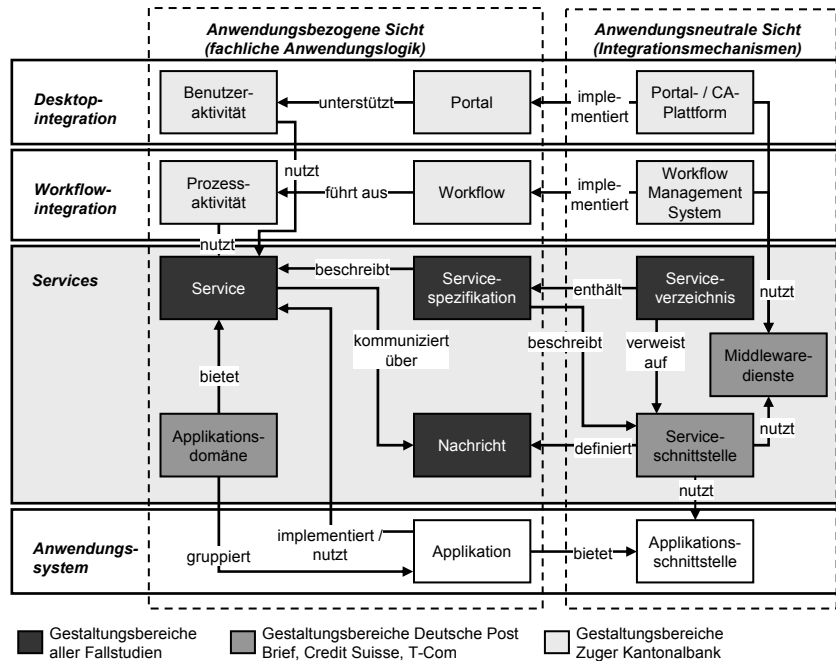 Anwendungsbezogene Sicht
(fachliche Anwendungslogik)
Anwendungsneutrale Sicht
(Integrationsmechanismen)
Desktop-
integration
Benutzer-
aktivität
unterstützt
Portal
imple-
mentiert
Portal- / CA-
Plattform
nutzt
Workflow-
integration
Prozess-
aktivität
führt aus
Workflow
imple-
mentiert
Workflow
Management
System
nutzt
Services
Service
beschreibt
Service-
spezifikation
enthält
Service-
verzeichnis
nutzt
kommuniziert
über
beschreibt
verweist
auf
Middleware-
dienste
bietet
Applikations-
domäne
Nachricht
definiert
Service-
schnittstelle
nutzt
nutzt
Anwendungs-
system
gruppiert
implementiert /
nutzt
Applikation
bietet
Applikations-
schnittstelle
Gestaltungsbereiche
aller Fallstudien
Gestaltungsbereiche Deutsche Post
Brief, Credit Suisse, T-Com
Gestaltungsbereiche
Zuger Kantonalbank